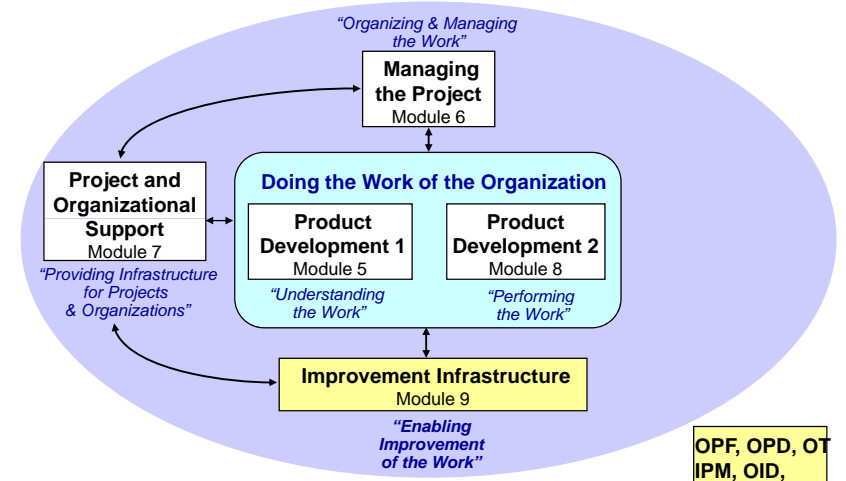 “Organizing & Managing
the Work”
Managing
the Project
Module 6
Project and
Organizational
Support
Module 7
“Providing Infrastructure
for Projects
& Organizations”
Doing the Work of the Organization
Product
Development 1
Module 5
“Understanding
the Work”
Product
Development 2
Module 8
“Performing
the Work”
Improvement Infrastructure
Module 9
“Enabling
Improvement
of the Work”
OPF, OPD, OT
IPM, OID,